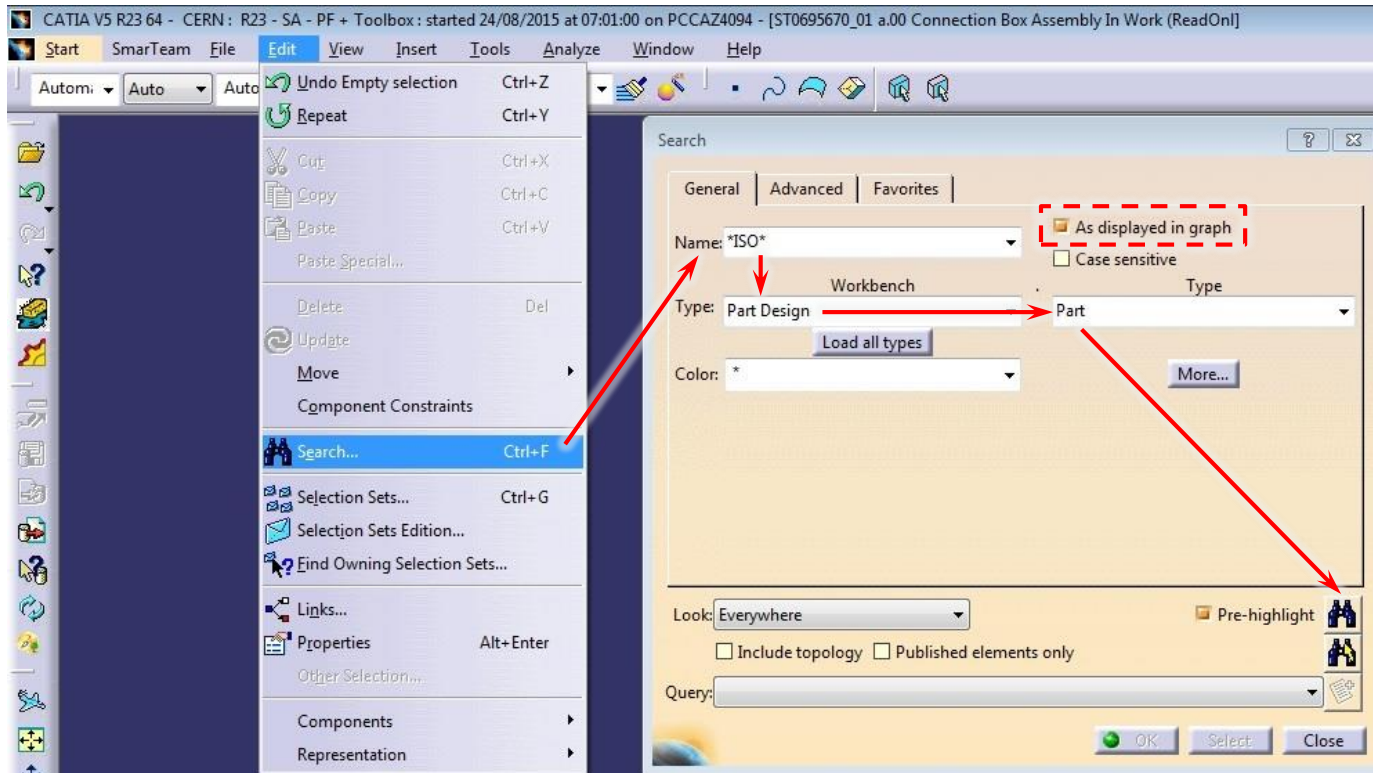 CATIA V5 R23 64 - CERN : R23 - SA - PF + Toolbox : started 24/08/2015 at 07:01:00 on PCCAZ4094 - [ST0695670_01 a.00 Connection Box Assembly In Work (ReadOnl]
Start SmarTeam File Edit View Insert Tools Analyze Window Help
Automa Auto Auto
Undo Empty selection Ctrl+Z
Repeat Ctrl+Y
Cut Ctrl+X
Copy Ctrl+C
Paste Ctrl+V
Paste Special...
Delete Del
Update
Move
Component Constraints
Search... Ctrl+F
Selection Sets... Ctrl+G
Selection Sets Edition...
Find Owning Selection Sets...
Links...
Properties Alt+Enter
Other Selection...
Components
Representation
Search
General Advanced Favorites
Name: *ISO* As displayed in graph
Case sensitive
Workbench . Type
Type: Part Design Part
Load all types
Color: * More...
Look: Everywhere Pre-highlight
Include topology Published elements only
Query:
OK Select Close